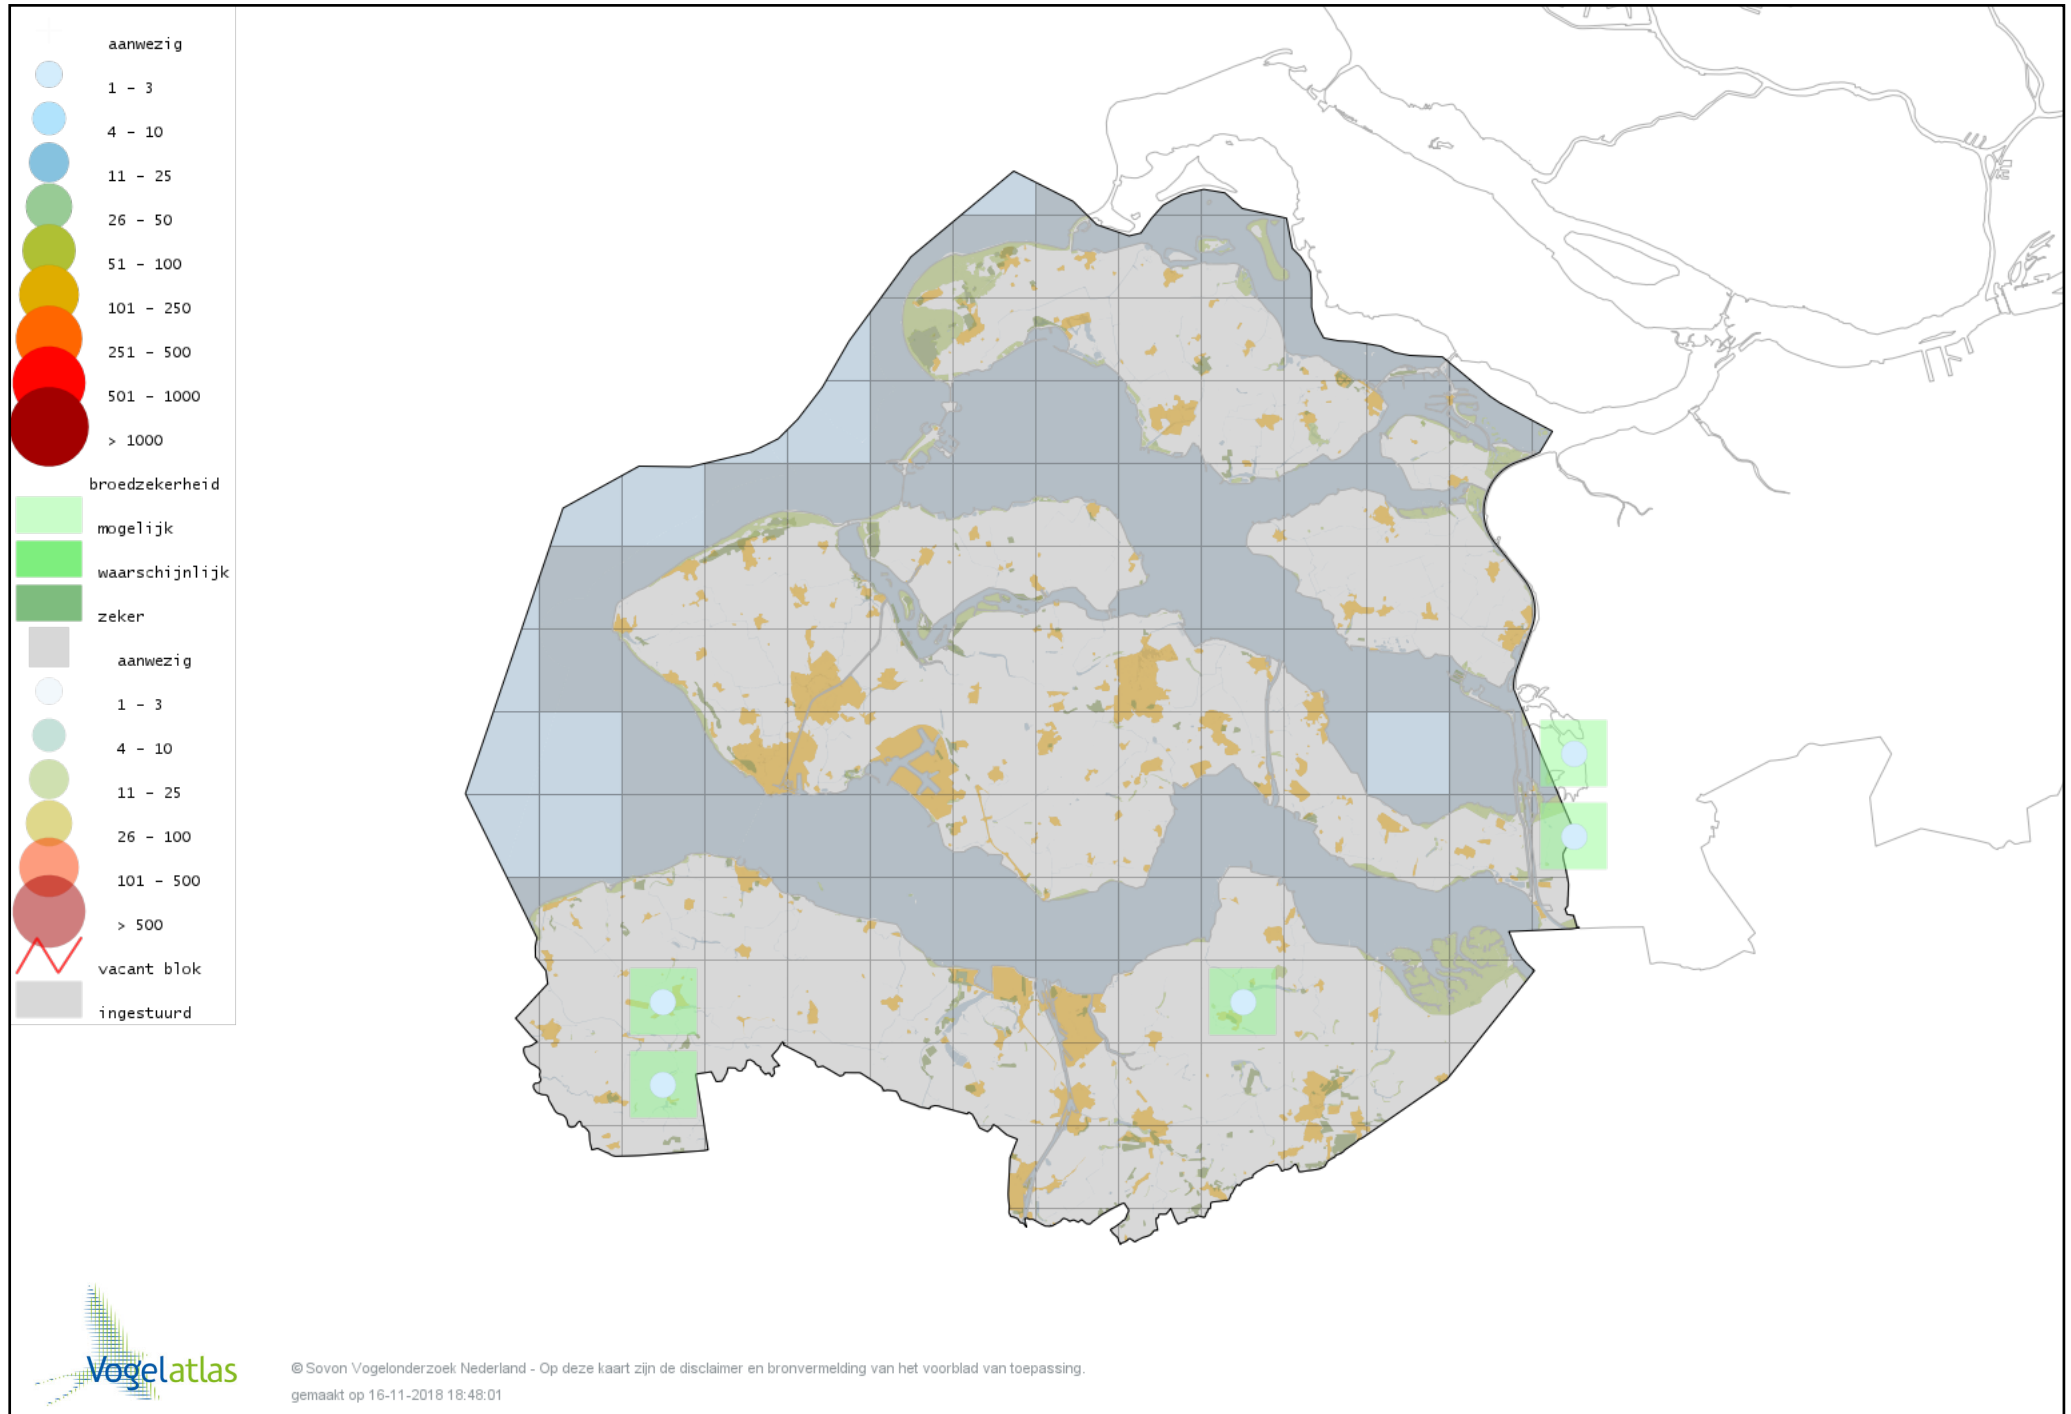 aanwezig
1 - 3
4 - 10
11 - 25
26 - 50
51 - 100
101 - 250
251 - 500
501 - 1000
> 1000
broedzekerheid
mogelijk
waarschijnlijk
zeker
aanwezig
1 - 3
4 - 10
11 - 25
26 - 100
101 - 500
> 500
vacant blok
ingestuurd
Vogelatlas
© Sovon Vogelonderzoek Nederland - Op deze kaart zijn de disclaimer en bronvermelding van het voorblad van toepassing.
gemaakt op 16-11-2018 18:48:01